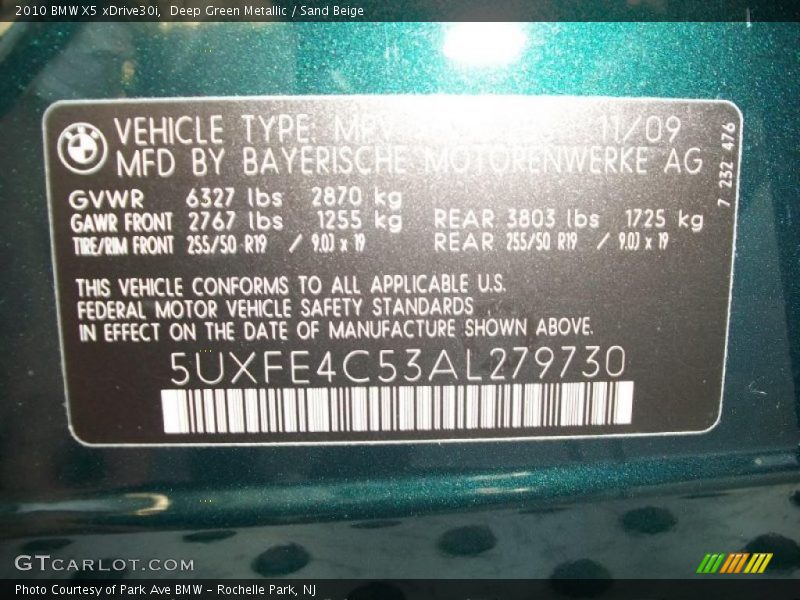 2010 BMW X5 xDrive30i, Deep Green Metallic / Sand Beige
VEHICLE TYPE: MPV 11/09
MFD BY BAYERISCHE MOTORENWERKE AG
7 232 476
GVWR 6327 lbs 2870 kg
GAWR FRONT 2767 lbs 1255 kg REAR 3803 lbs 1725 kg
TIRE/RIM FRONT 255/50 R19 / 9.0J x 19 REAR 255/50 R19 / 9.0J x 19
THIS VEHICLE CONFORMS TO ALL APPLICABLE U.S.
FEDERAL MOTOR VEHICLE SAFETY STANDARDS
IN EFFECT ON THE DATE OF MANUFACTURE SHOWN ABOVE.
5UXFE4C53AL279730
GTCARLOT.COM
Photo Courtesy of Park Ave BMW - Rochelle Park, NJ